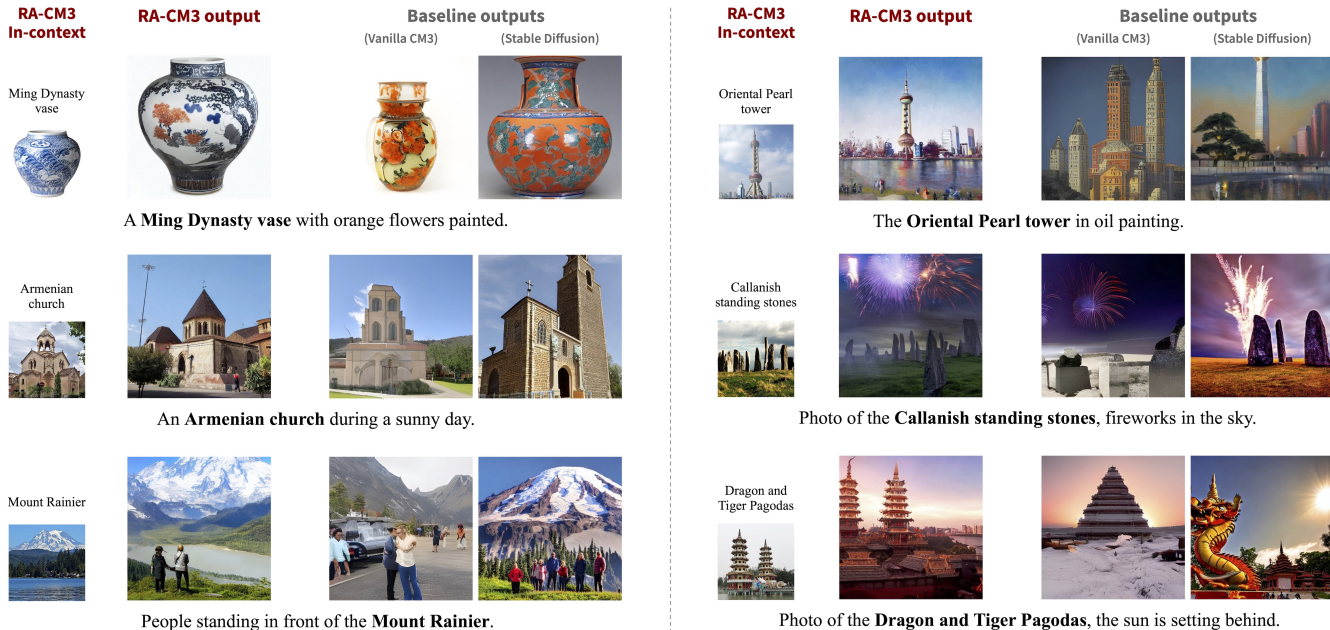 RA-CM3
In-context
RA-CM3 output
Baseline outputs
(Vanilla CM3)
(Stable Diffusion)
Ming Dynasty
vase
A Ming Dynasty vase with orange flowers painted.
Armenian
church
An Armenian church during a sunny day.
Mount Rainier
People standing in front of the Mount Rainier.
RA-CM3
In-context
RA-CM3 output
Baseline outputs
(Vanilla CM3)
(Stable Diffusion)
Oriental Pearl
tower
The Oriental Pearl tower in oil painting.
Callanish
standing stones
Photo of the Callanish standing stones, fireworks in the sky.
Dragon and
Tiger Pagodas
Photo of the Dragon and Tiger Pagodas, the sun is setting behind.